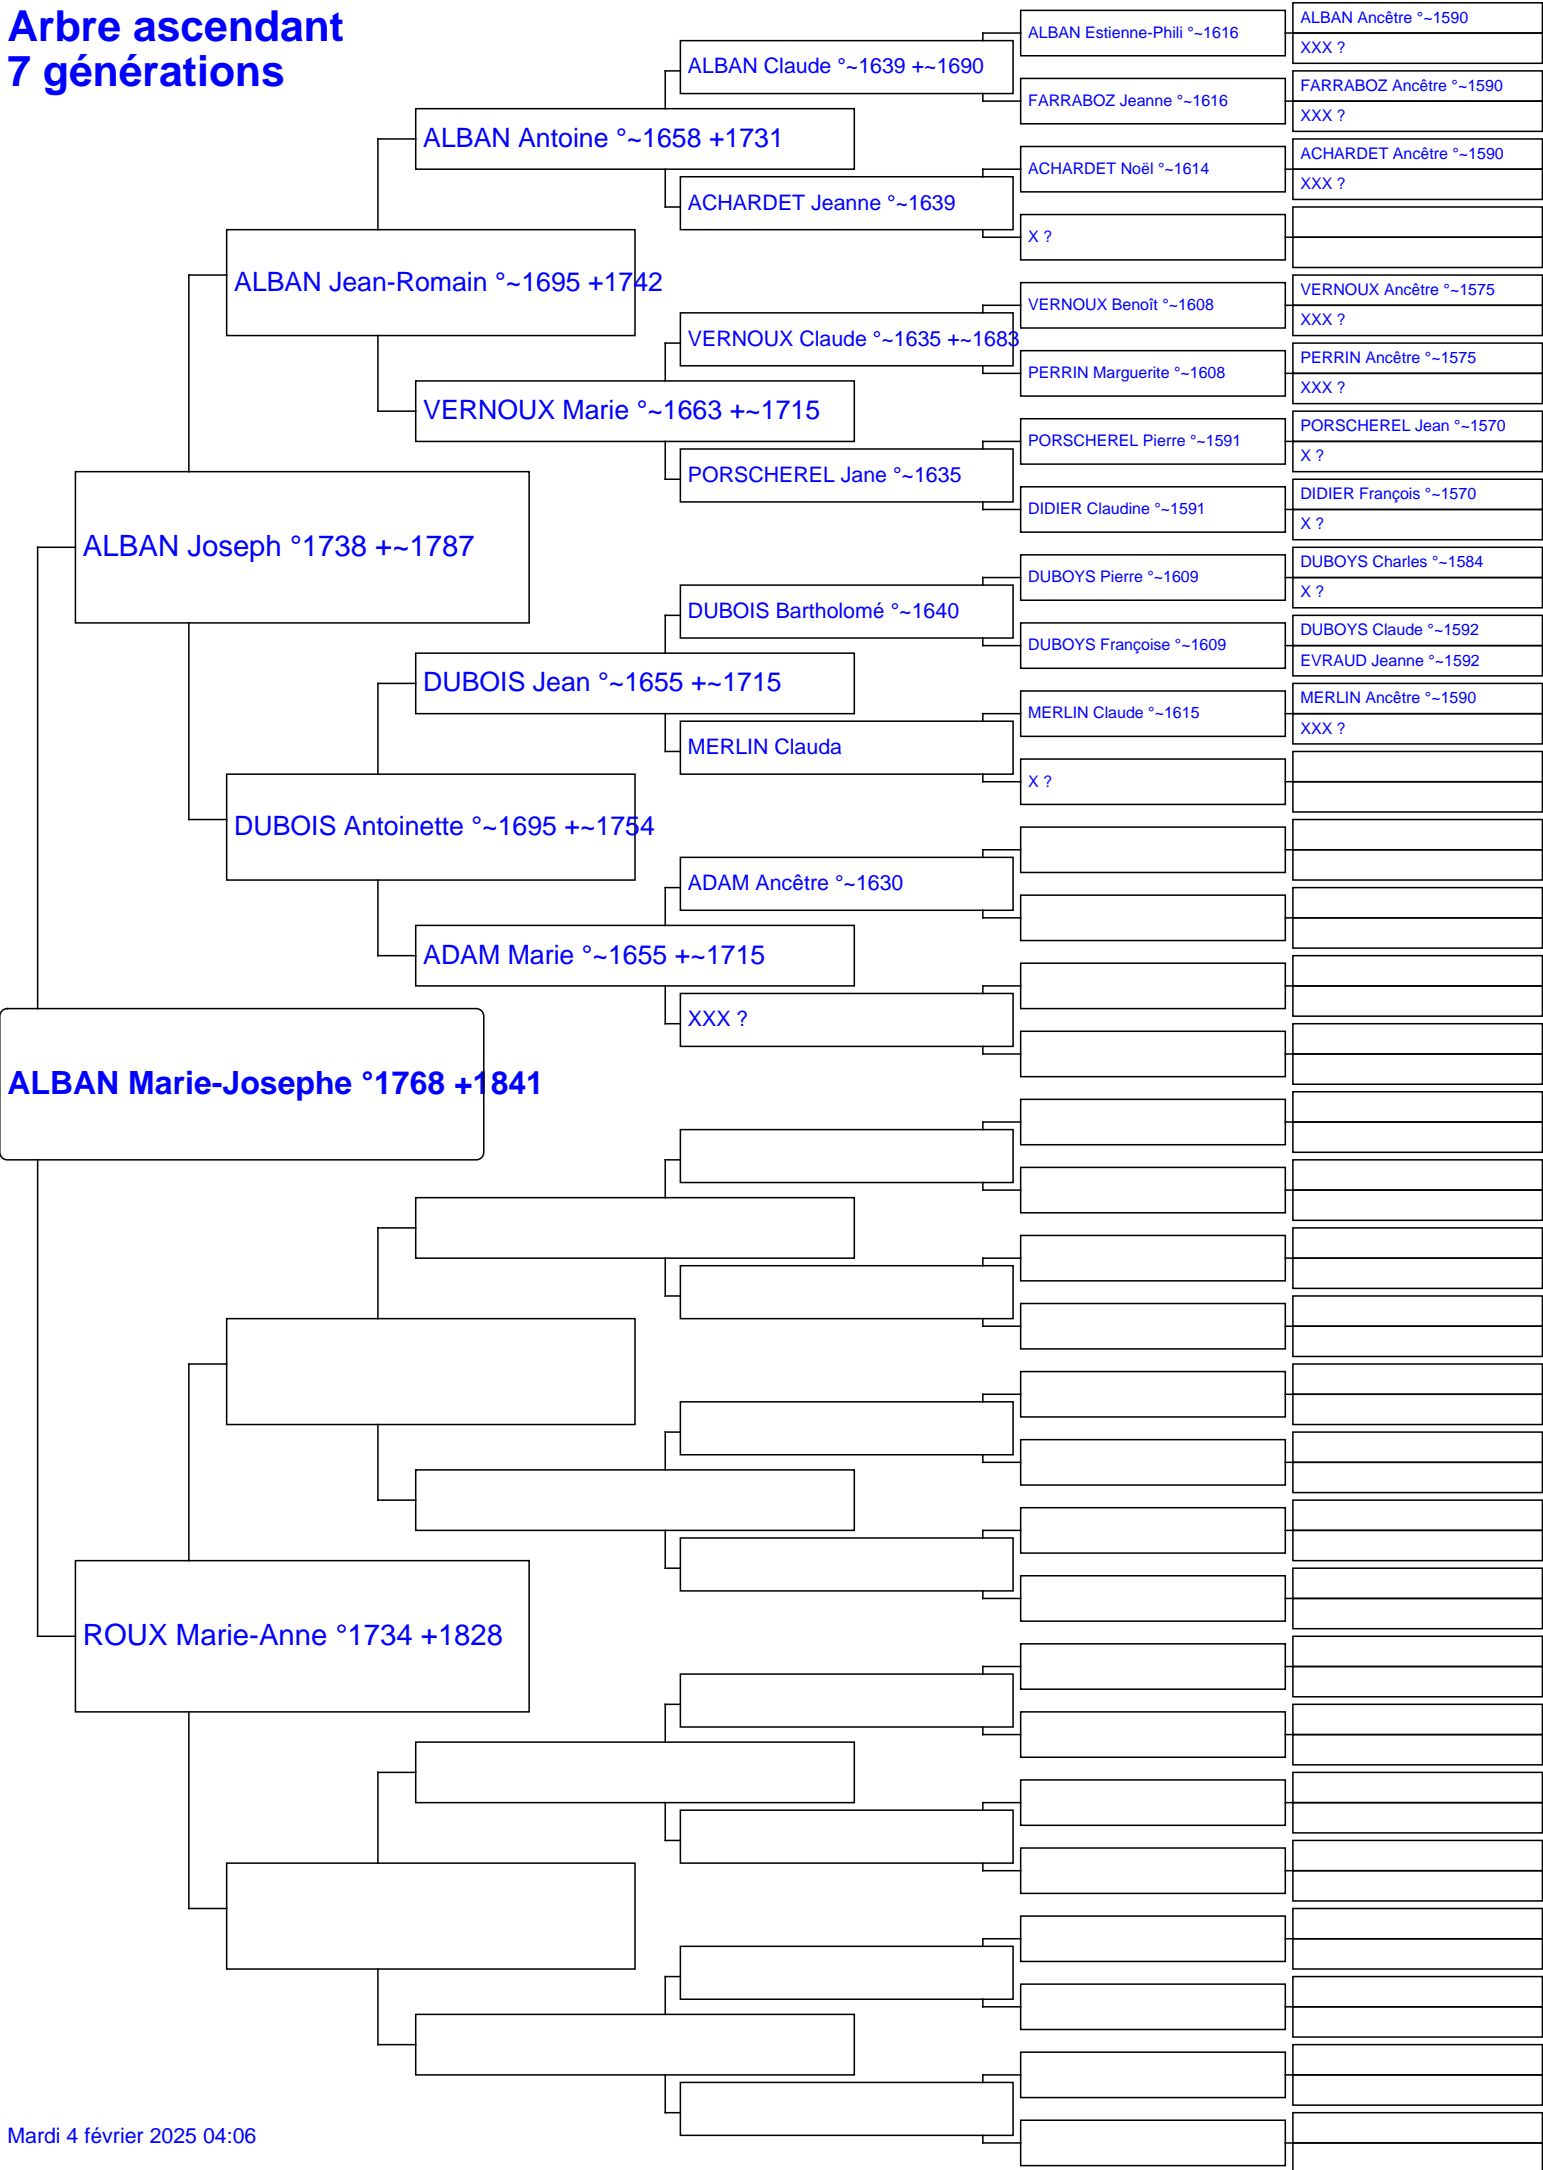 Arbre ascendant
7 générations
ALBAN Estienne-Phili °~1616
ALBAN Ancêtre °~1590
XXX ?
ALBAN Claude °~1639 +~1690
FARRABOZ Jeanne °~1616
FARRABOZ Ancêtre °~1590
XXX ?
ALBAN Antoine °~1658 +1731
ACHARDET Noël °~1614
ACHARDET Ancêtre °~1590
XXX ?
ACHARDET Jeanne °~1639
X ?
ALBAN Jean-Romain °~1695 +1742
VERNOUX Benoît °~1608
VERNOUX Ancêtre °~1575
XXX ?
VERNOUX Claude °~1635 +~1683
PERRIN Marguerite °~1608
PERRIN Ancêtre °~1575
XXX ?
VERNOUX Marie °~1663 +~1715
PORSCHEREL Pierre °~1591
PORSCHEREL Jean °~1570
X ?
PORSCHEREL Jane °~1635
DIDIER Claudine °~1591
DIDIER François °~1570
X ?
ALBAN Joseph °1738 +~1787
DUBOYS Pierre °~1609
DUBOYS Charles °~1584
X ?
DUBOIS Bartholomé °~1640
DUBOYS Françoise °~1609
DUBOYS Claude °~1592
EVRAUD Jeanne °~1592
DUBOIS Jean °~1655 +~1715
MERLIN Claude °~1615
MERLIN Ancêtre °~1590
XXX ?
MERLIN Clauda
X ?
DUBOIS Antoinette °~1695 +~1754
ADAM Ancêtre °~1630
ADAM Marie °~1655 +~1715
XXX ?
ALBAN Marie-Josephe °1768 +1841
ROUX Marie-Anne °1734 +1828
Mardi 4 février 2025 04:06